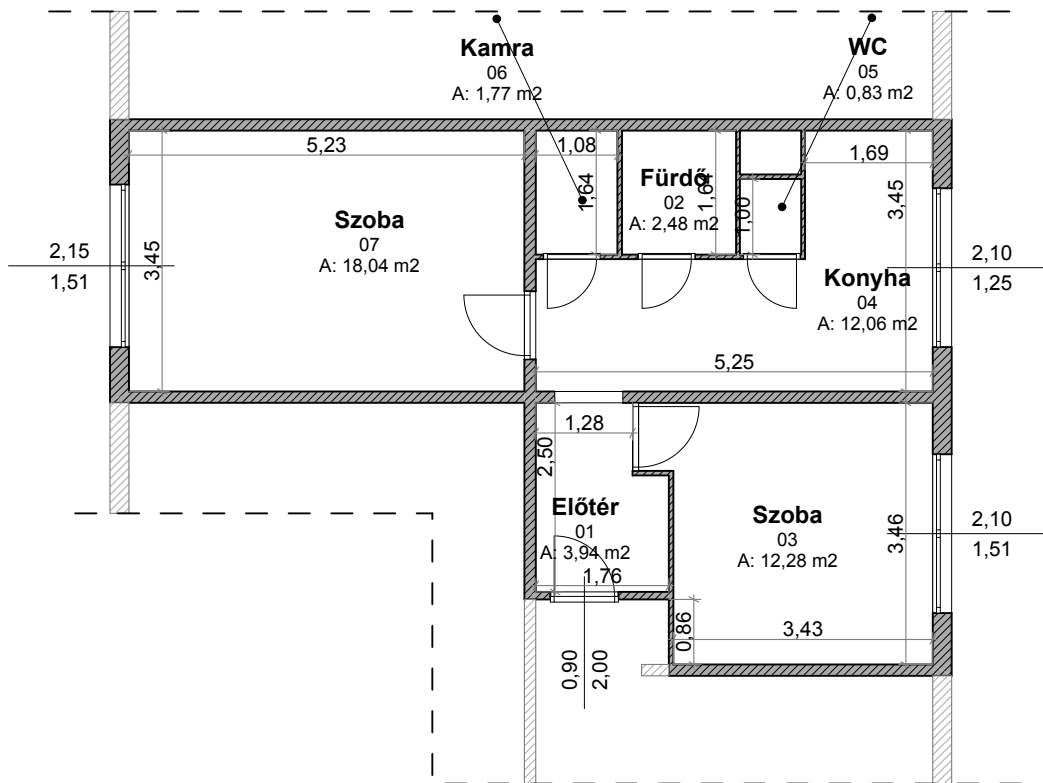 Kamra
06
A: 1,77 m2
WC
05
A: 0,83 m2
5,23
1,08
1,69
1,64
Fürdő
02
A: 2,48 m2
1,64
1,00
3,45
Szoba
07
A: 18,04 m2
3,45
2,15
1,51
2,10
1,25
Konyha
04
A: 12,06 m2
5,25
1,28
2,50
Előtér
01
A: 3,94 m2
1,76
Szoba
03
A: 12,28 m2
3,46
2,10
1,51
0,86
3,43
0,90
2,00